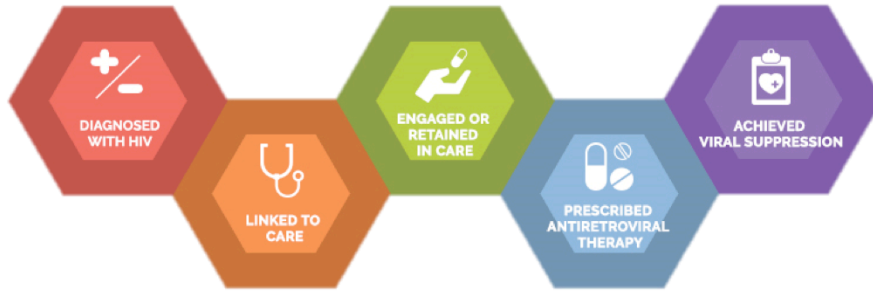 DIAGNOSED
WITH HIV
LINKED TO
CARE
ENGAGED OR
RETAINED
IN CARE
PRESCRIBED
ANTIRETROVIRAL
THERAPY
ACHIEVED
VIRAL SUPPRESSION